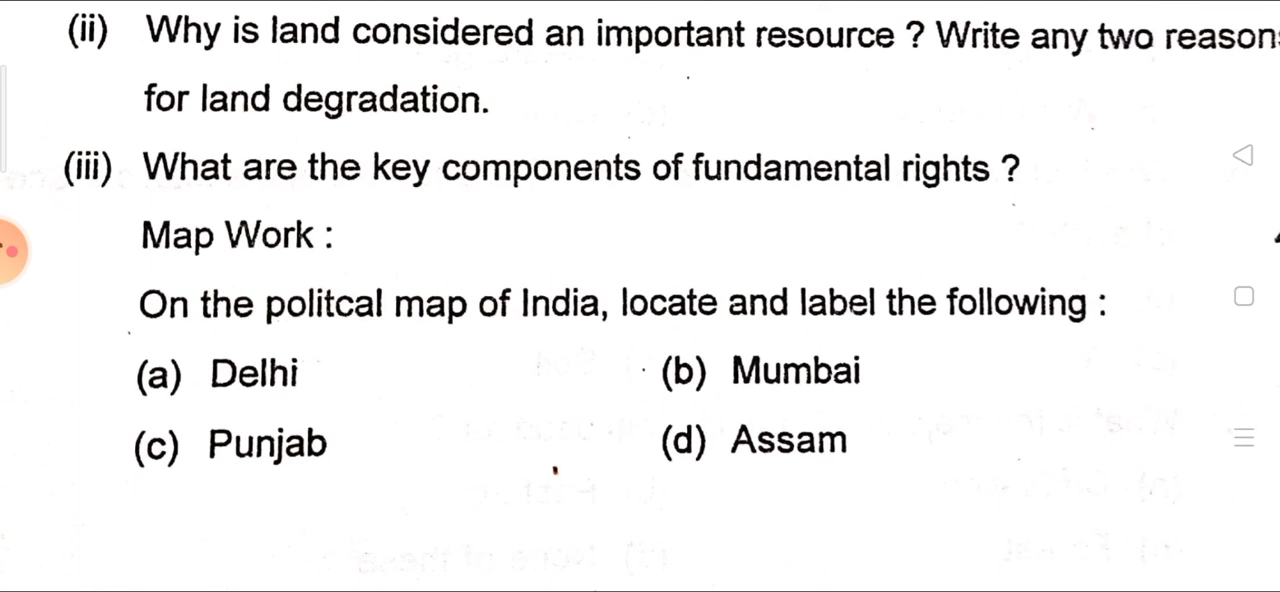 (ii) Why is land considered an important resource ? Write any two reason
for land degradation.
(iii) What are the key components of fundamental rights ?
Map Work :
On the politcal map of India, locate and label the following :
(a) Delhi (b) Mumbai
(c) Punjab (d) Assam